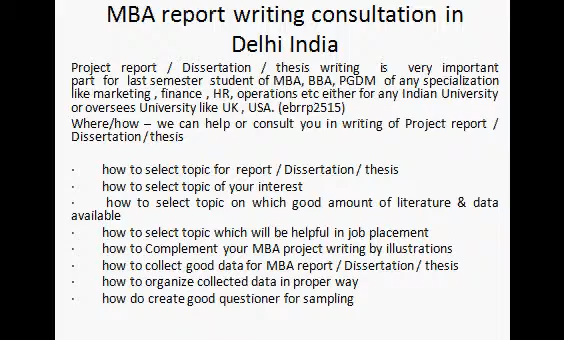 MBA report writing consultation in
Delhi India
Project report / Dissertation / thesis writing is very important
part for last semester student of MBA, BBA, PGDM of any specialization
like marketing , finance , HR, operations etc either for any Indian University
or oversees University like UK , USA. (ebrrp2515)
Where/how – we can help or consult you in writing of Project report /
Dissertation/thesis
· how to select topic for report / Dissertation / thesis
· how to select topic of your interest
· how to select topic on which good amount of literature & data
available
· how to select topic which will be helpful in job placement
· how to Complement your MBA project writing by illustrations
· how to collect good data for MBA report / Dissertation / thesis
· how to organize collected data in proper way
· how do create good questioner for sampling